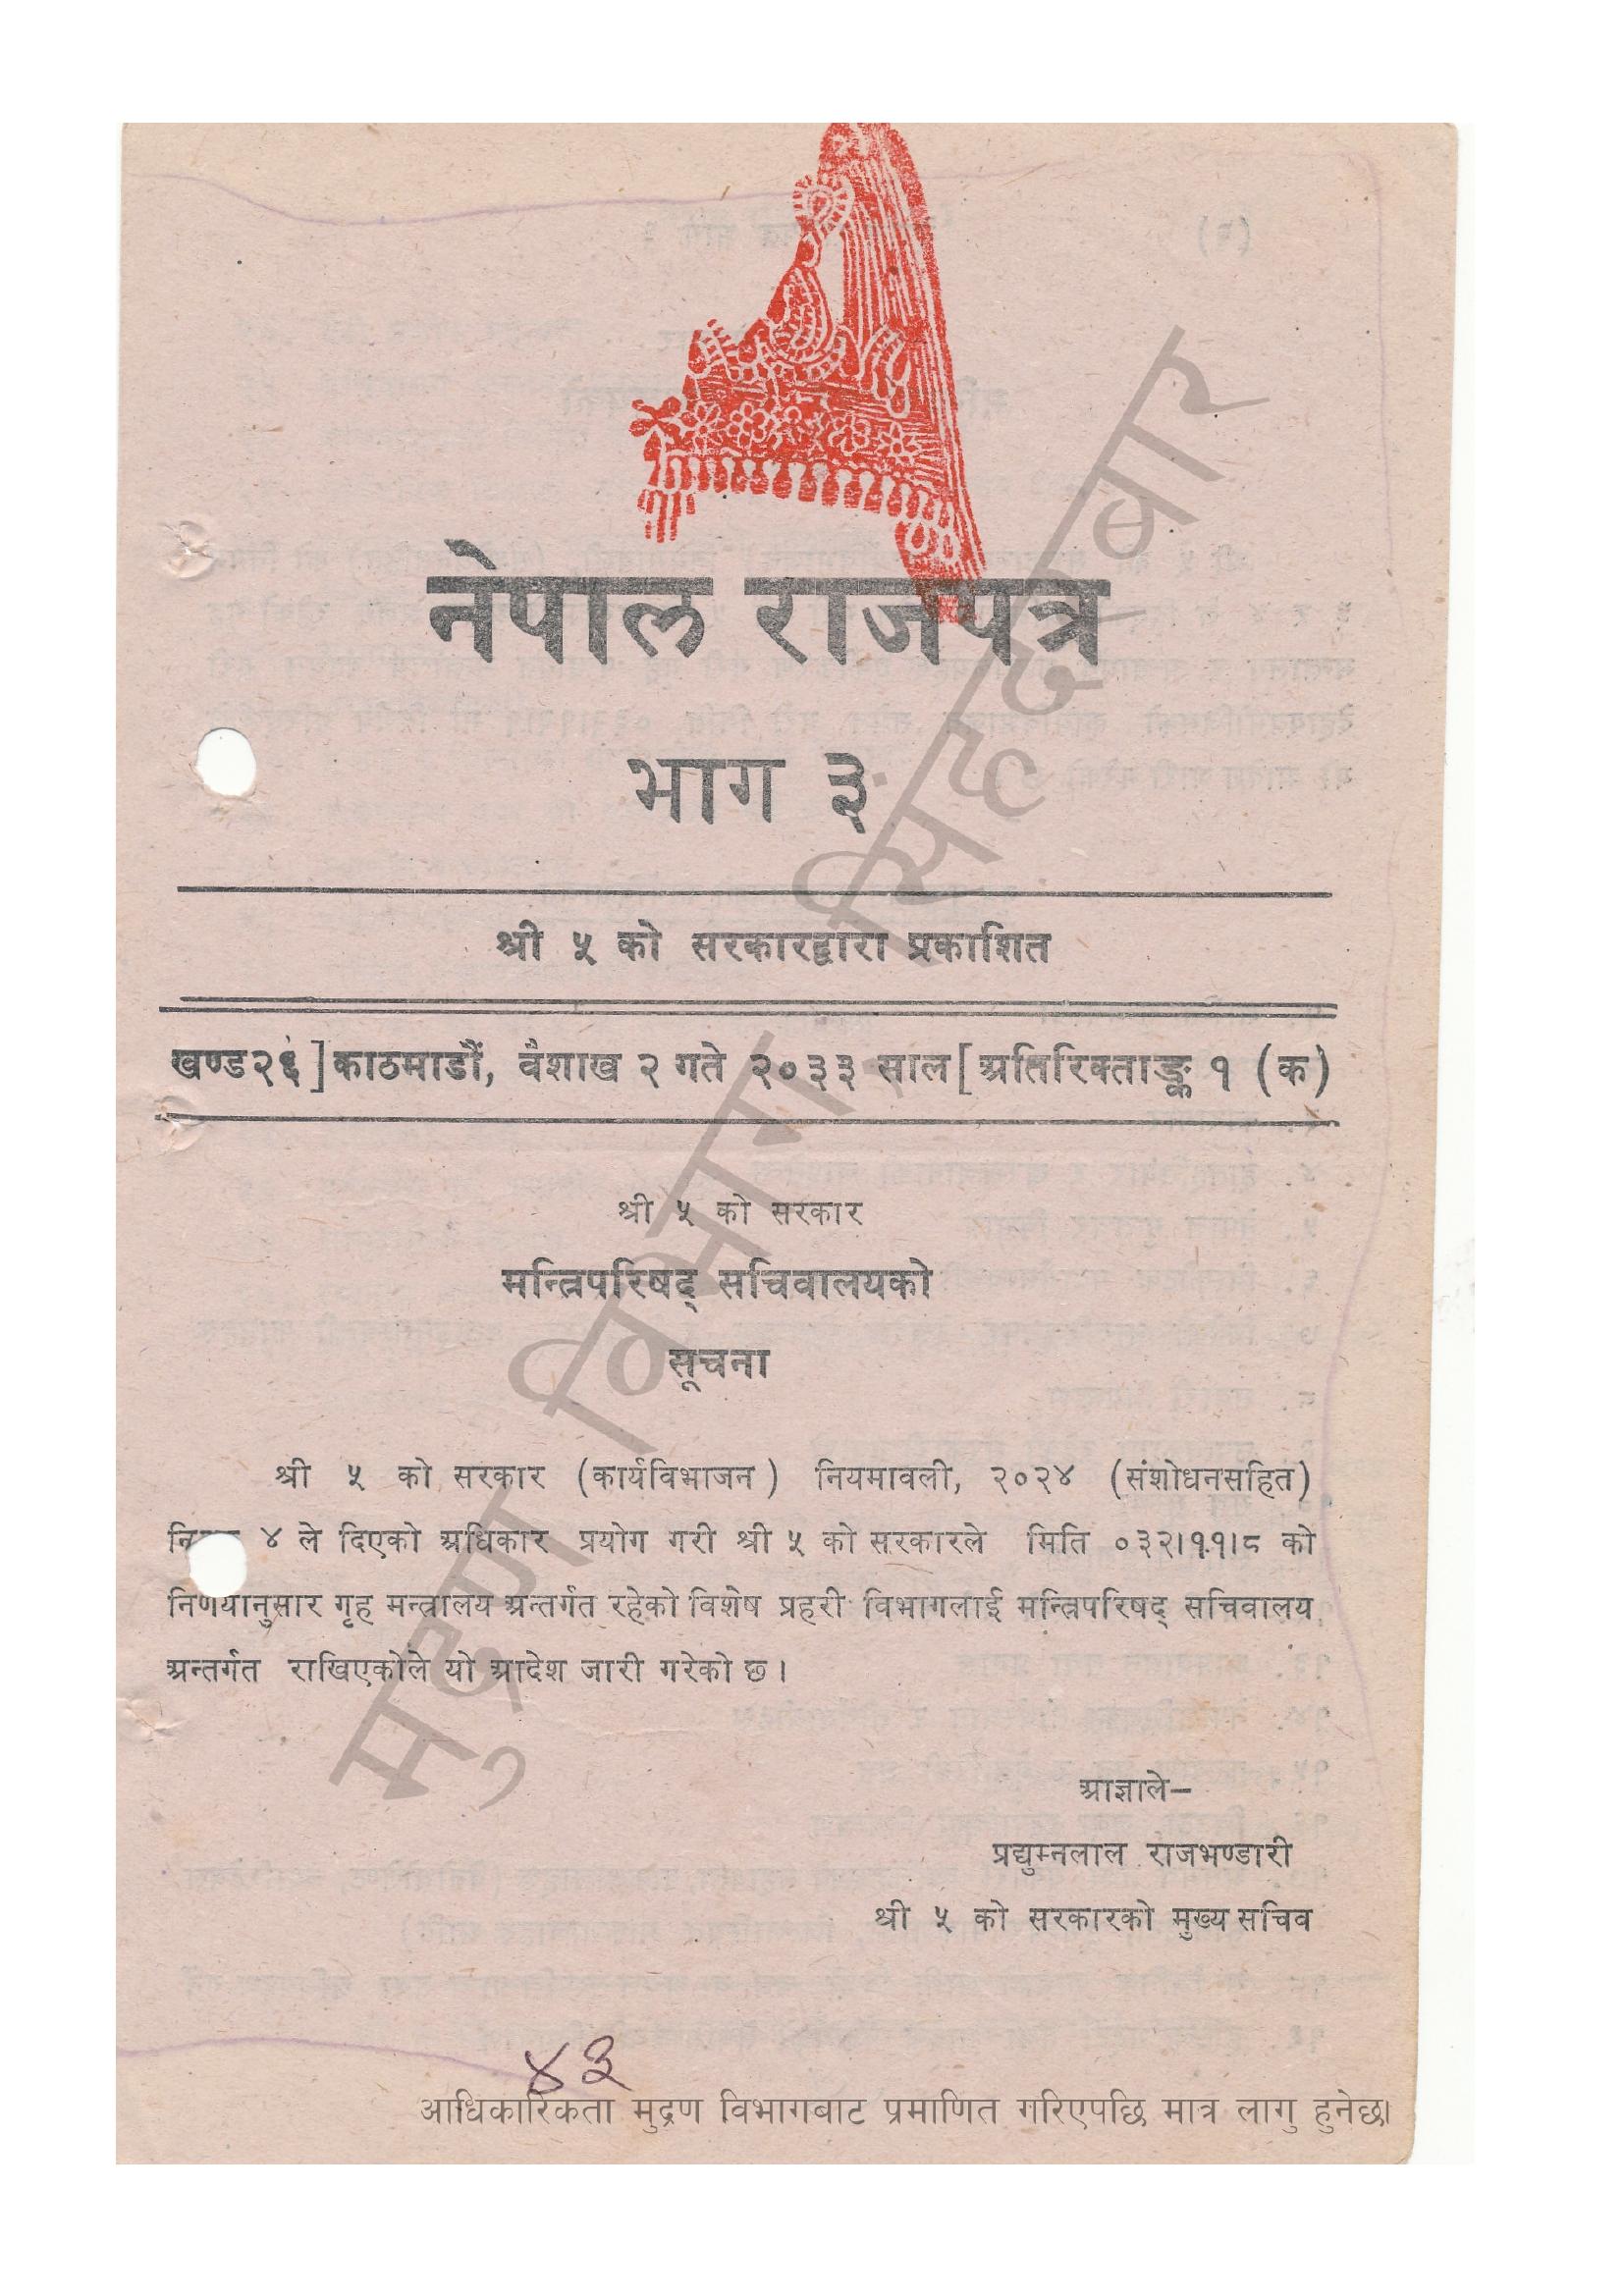 नेपाल राजपत्र
भाग ३
श्री ५ को सरकारद्वारा प्रकाशित
खण्ड२६] काठमाडौं, वैशाख २ गते २०३३ साल [अतिरिक्ताङ्क १ (क)
श्री ५ को सरकार
मन्त्रिपरिषद् सचिवालयको
सूचना
श्री ५ को सरकार (कार्यविभाजन) नियमावली, २०२४ (संशोधनसहित)
४ ले दिएको अधिकार प्रयोग गरी श्री ५ को सरकारले मिति ०३२।११।८ को
निर्णयानुसार गृह मन्त्रालय अन्तर्गत रहेको विशेष प्रहरी विभागलाई मन्त्रिपरिषद् सचिवालय
अन्तर्गत राखिएकोले यो आदेश जारी गरेको छ।
आज्ञाले—
प्रद्युम्नलाल राजभण्डारी
श्री ५ को सरकारको मुख्य सचिव
४३
आधिकारिकता मुद्रण विभागबाट प्रमाणित गरिएपछि मात्र लागु हुनेछ।
मुद्रण विभाग, सिंहदरवार